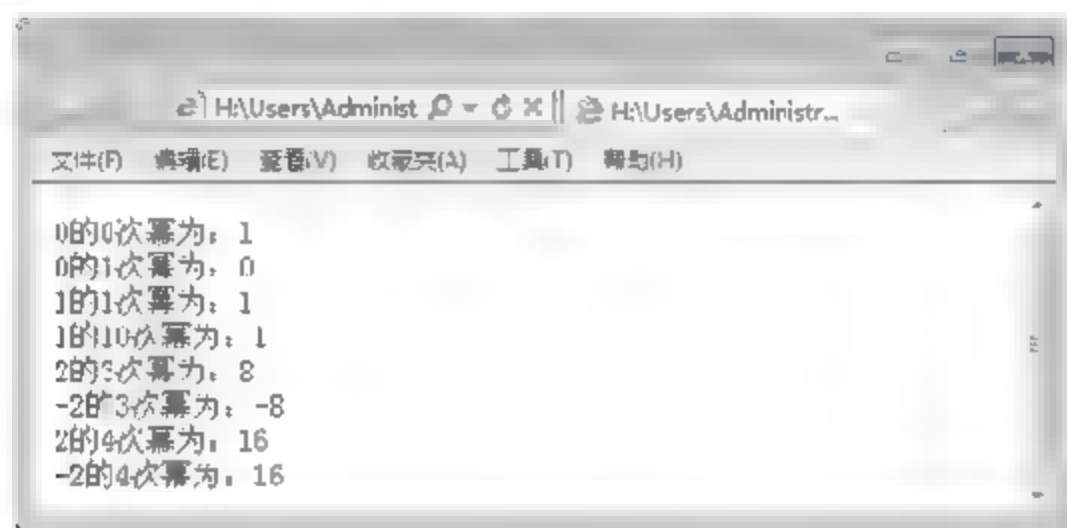 H:\Users\Administ
H:\Users\Administr...
文件(F) 编辑(E) 查看(V) 收藏夹(A) 工具(T) 帮助(H)
0的0次幂为：1
0的1次幂为：0
1的1次幂为：1
1的10次幂为：1
2的3次幂为：8
-2的3次幂为：-8
2的4次幂为：16
-2的4次幂为：16